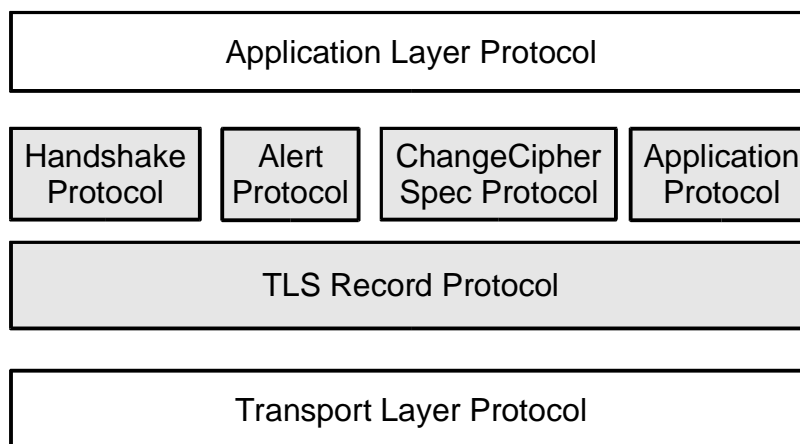 Application Layer Protocol
Handshake Protocol
Alert Protocol
ChangeCipher Spec Protocol
Application Protocol
TLS Record Protocol
Transport Layer Protocol